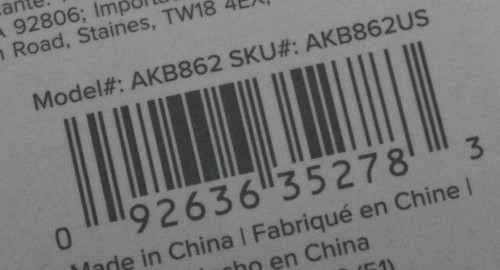 92806; Importa
Road, Staines, TW18 4EX,
Model#: AKB862 SKU#: AKB862US
0 92636 35278 3
Made in China | Fabriqué en Chine |
en China